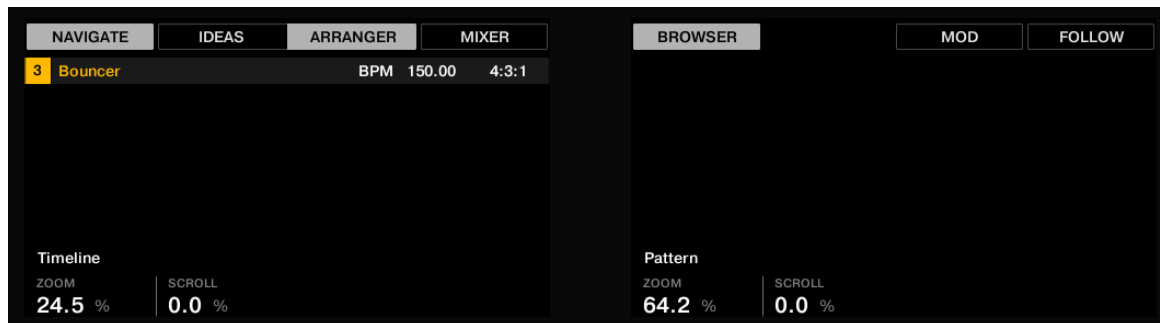 NAVIGATE IDEAS ARRANGER MIXER BROWSER MOD FOLLOW
3 Bouncer BPM 150.00 4:3:1
Timeline Pattern
ZOOM SCROLL ZOOM SCROLL
24.5 % 0.0 % 64.2 % 0.0 %